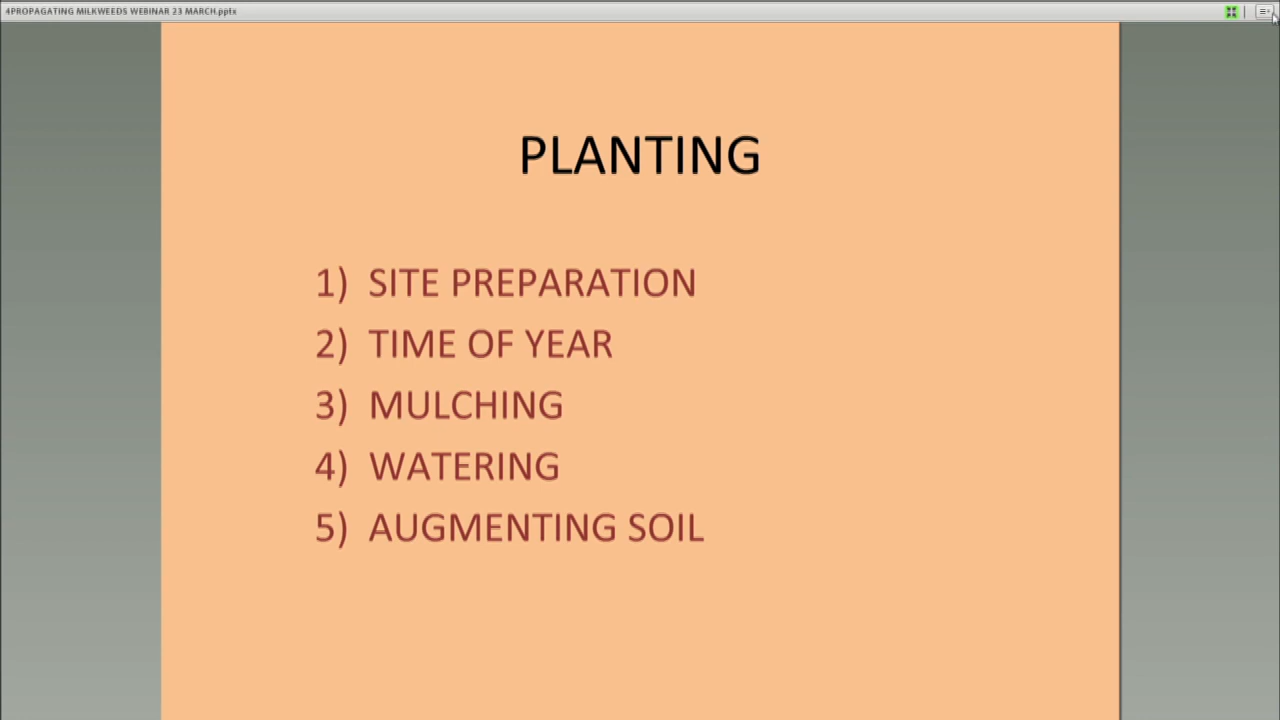 4PROPAGATING MILKWEEDS WEBINAR 23 MARCH.pptx
PLANTING
1) SITE PREPARATION
2) TIME OF YEAR
3) MULCHING
4) WATERING
5) AUGMENTING SOIL